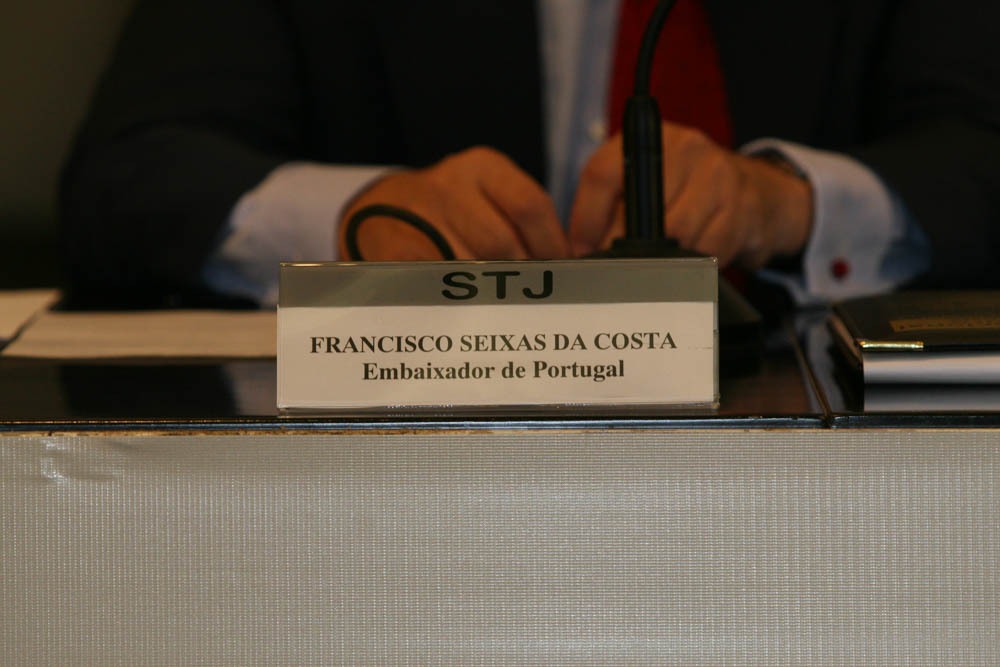 STJ
FRANCISCO SEIXAS DA COSTA
Embaixador de Portugal